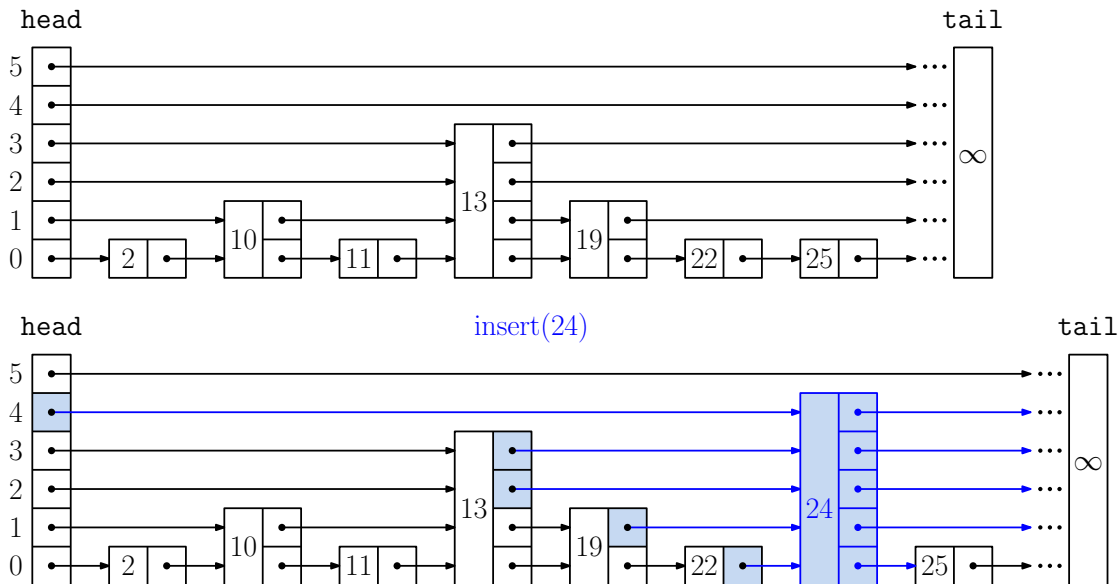 head tail
5 ...
4 ...
3 ...
2 ... ∞
1 13 ...
10 19
0 2 11 22 25 ...
head insert(24) tail
5 ...
4 ...
3 ...
2 ... ∞
1 13 24 ...
10 19
0 2 11 22 25 ...